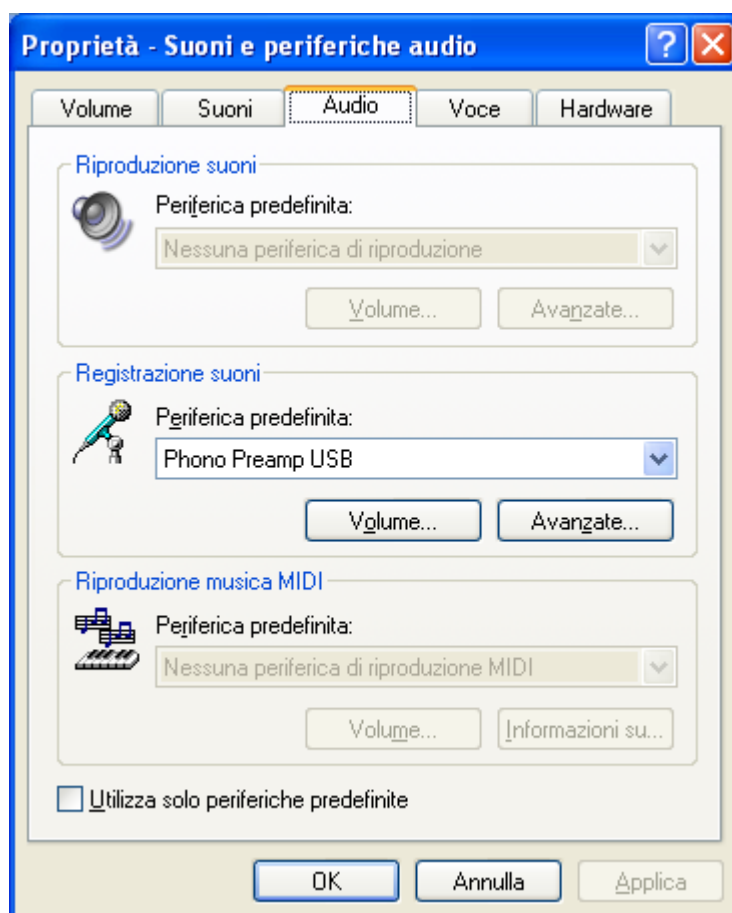 Proprietà - Suoni e periferiche audio
Volume Suoni Audio Voce Hardware
Riproduzione suoni
Periferica predefinita:
Nessuna periferica di riproduzione
Volume... Avanzate...
Registrazione suoni
Periferica predefinita:
Phono Preamp USB
Volume... Avanzate...
Riproduzione musica MIDI
Periferica predefinita:
Nessuna periferica di riproduzione MIDI
Volume... Informazioni su...
Utilizza solo periferiche predefinite
OK Annulla Applica